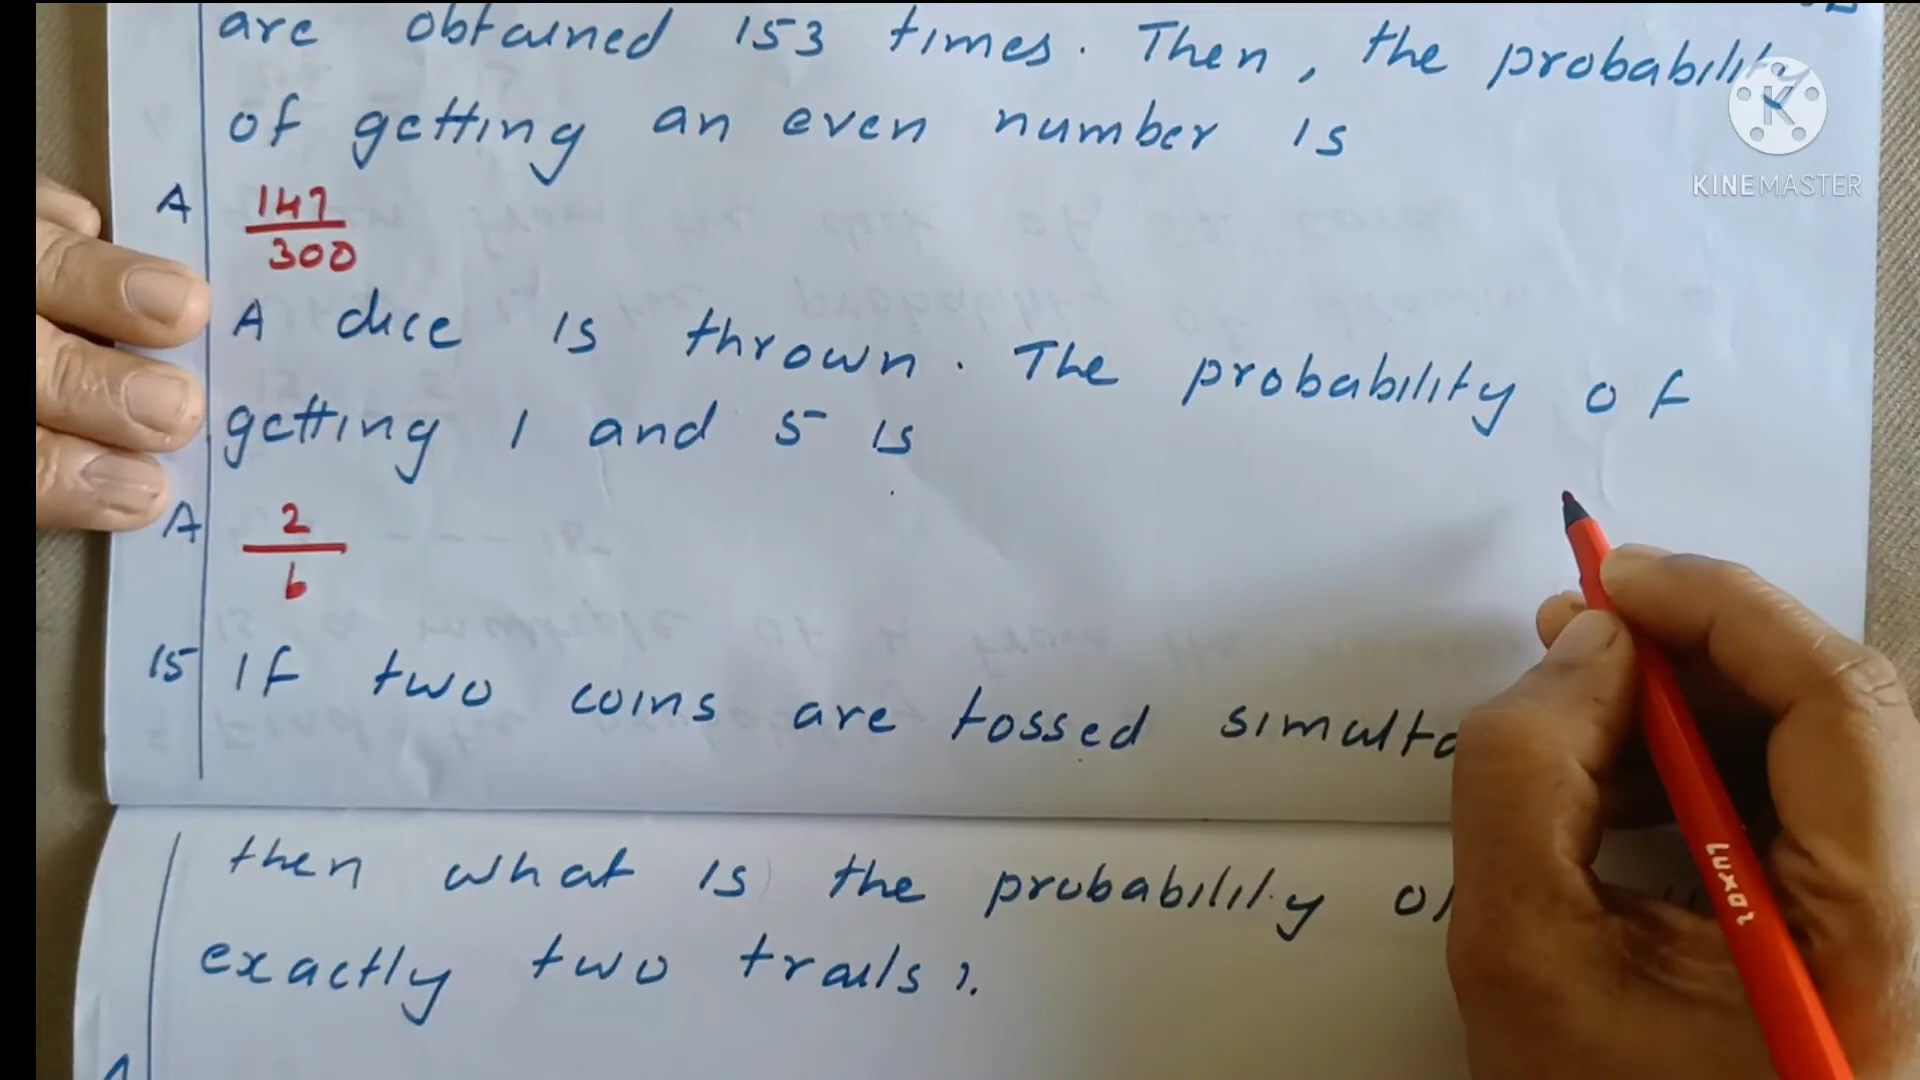 are obtained 153 times. Then, the probability
of getting an even number is
KINEMASTER
A 147
300
A dice is thrown. The probability of
getting 1 and 5 is
A 2
6
15 If two coins are tossed
then what is the probability
exactly two trails?
A
LUXOR